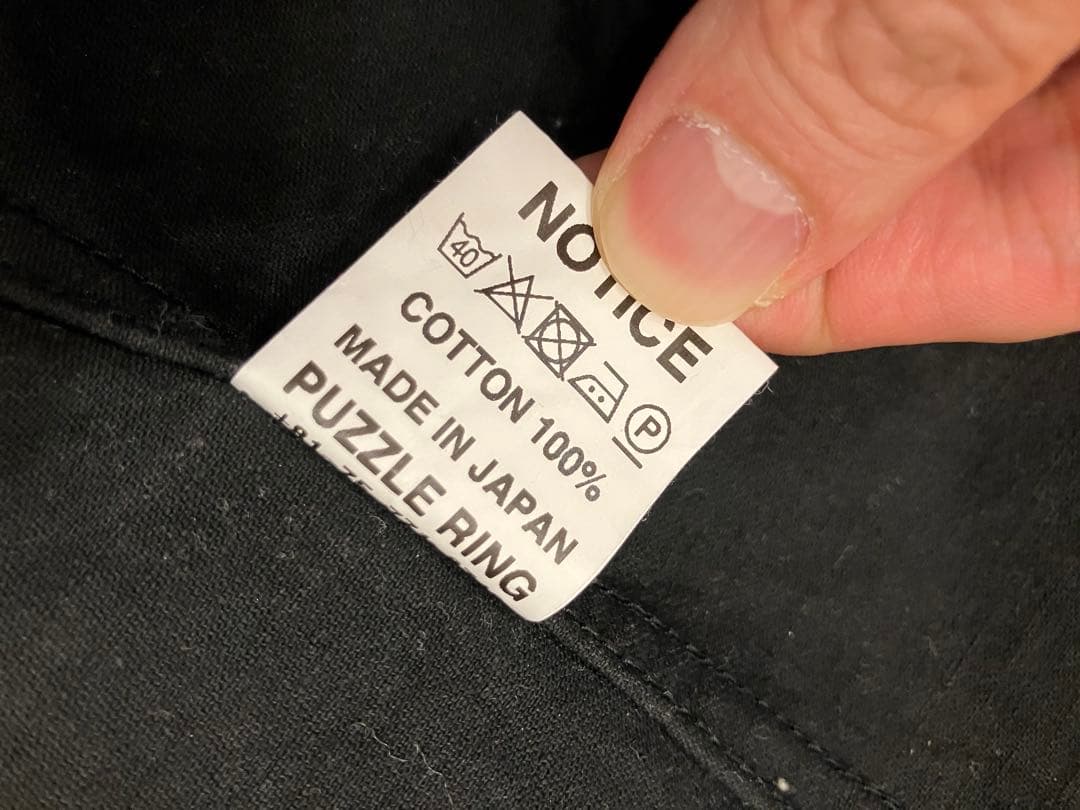 NOTICE
40
P
COTTON 100%
MADE IN JAPAN
PUZZLE RING